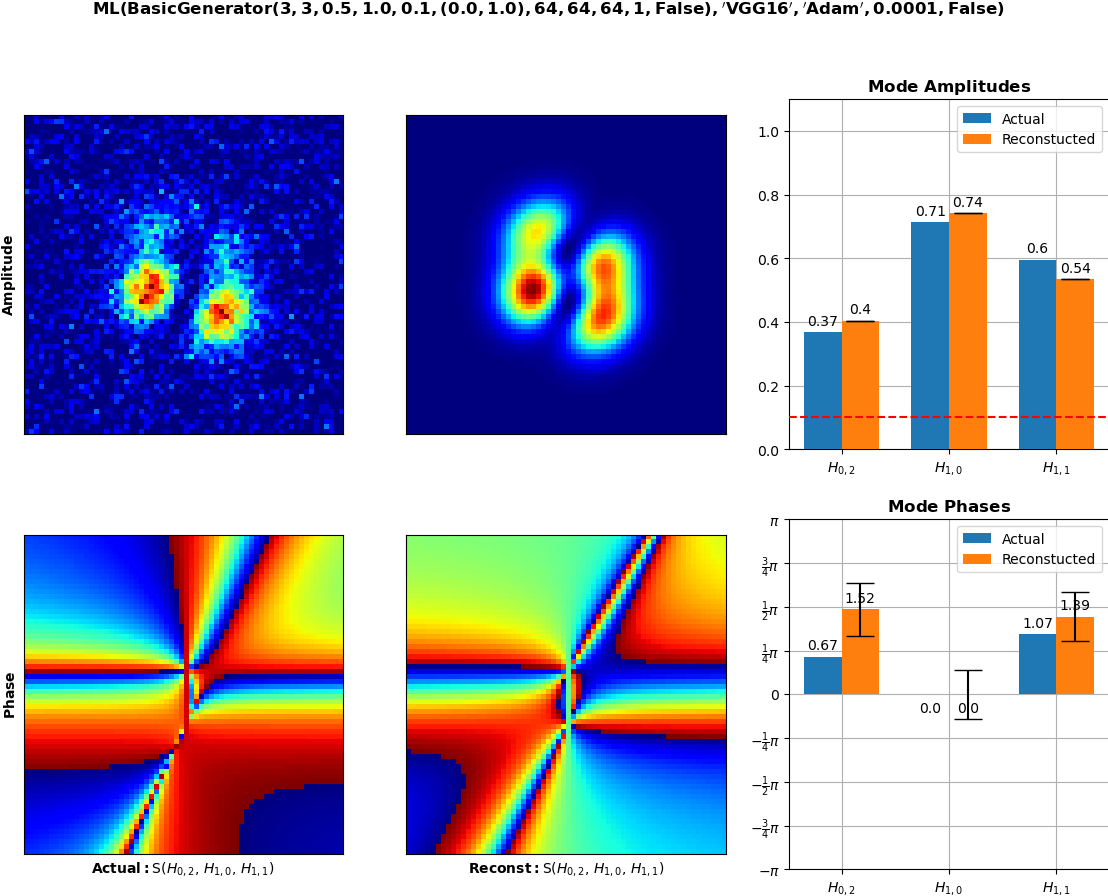 ML(BasicGenerator(3, 3, 0.5, 1.0, 0.1, (0.0, 1.0), 64, 64, 64, 1, False), ′VGG16′, ′Adam′, 0.0001, False)
Amplitude
Mode Amplitudes
Actual
Reconstucted
1.0
0.8
0.6
0.4
0.2
0.0
0.37
0.4
0.71
0.74
0.6
0.54
H0, 2
H1, 0
H1, 1
Phase
Actual: S(H0, 2, H1, 0, H1, 1)
Reconst: S(H0, 2, H1, 0, H1, 1)
Mode Phases
Actual
Reconstucted
π
3/4π
1/2π
1/4π
0
−1/4π
−1/2π
−3/4π
−π
0.67
1.52
0.0
0.0
1.07
1.39
H0, 2
H1, 0
H1, 1